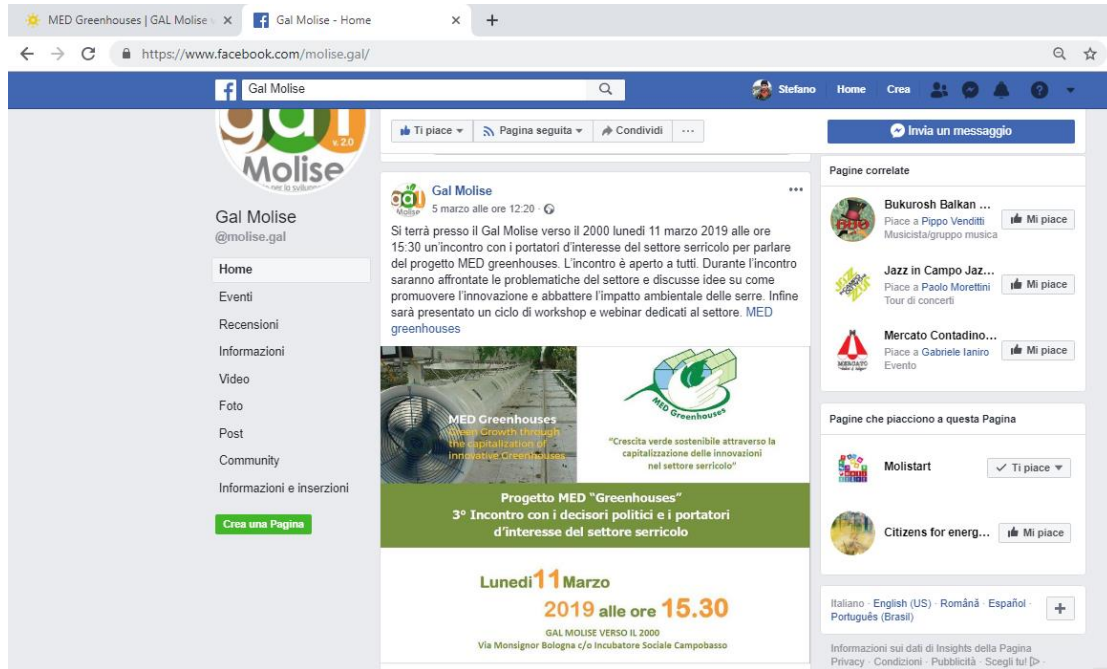 MED Greenhouses | GAL Molise v
Gal Molise - Home
https://www.facebook.com/molise.gal/
Gal Molise
Stefano
Home
Crea
gal
v. 2.0
Molise
Gal Molise
@molise.gal
Home
Eventi
Recensioni
Informazioni
Video
Foto
Post
Community
Informazioni e inserzioni
Crea una Pagina
Ti piace
Pagina seguita
Condividi
Gal Molise
5 marzo alle ore 12:20
Si terrà presso il Gal Molise verso il 2000 lunedì 11 marzo 2019 alle ore
15:30 un'incontro con i portatori d'interesse del settore serricolo per parlare
del progetto MED greenhouses. L'incontro è aperto a tutti. Durante l'incontro
saranno affrontate le problematiche del settore e discusse idee su come
promuovere l'innovazione e abbattere l'impatto ambientale delle serre. Infine
sarà presentato un ciclo di workshop e webinar dedicati al settore. MED
greenhouses
MED Greenhouses
Green Growth through
the capitalization of
innovative Greenhouses
MED Greenhouses
"Crescita verde sostenibile attraverso la
capitalizzazione delle innovazioni
nel settore serricolo"
Progetto MED "Greenhouses"
3° Incontro con i decisori politici e i portatori
d'interesse del settore serricolo
Lunedì 11 Marzo
2019 alle ore 15.30
GAL MOLISE VERSO IL 2000
Via Monsignor Bologna c/o Incubatore Sociale Campobasso
Invia un messaggio
Pagine correlate
Bukurosh Balkan ...
Piace a Pippo Venditti
Musicista/gruppo musica
Mi piace
Jazz in Campo Jaz...
Piace a Paolo Morettini
Tour di concerti
Mi piace
Mercato Contadino...
Piace a Gabriele Ianiro
Evento
Mi piace
Pagine che piacciono a questa Pagina
Molistart
Ti piace
Citizens for energ...
Mi piace
Italiano · English (US) · Română · Español ·
Português (Brasil)
Informazioni sui dati di Insights della Pagina
Privacy · Condizioni · Pubblicità · Scegli tu! ·